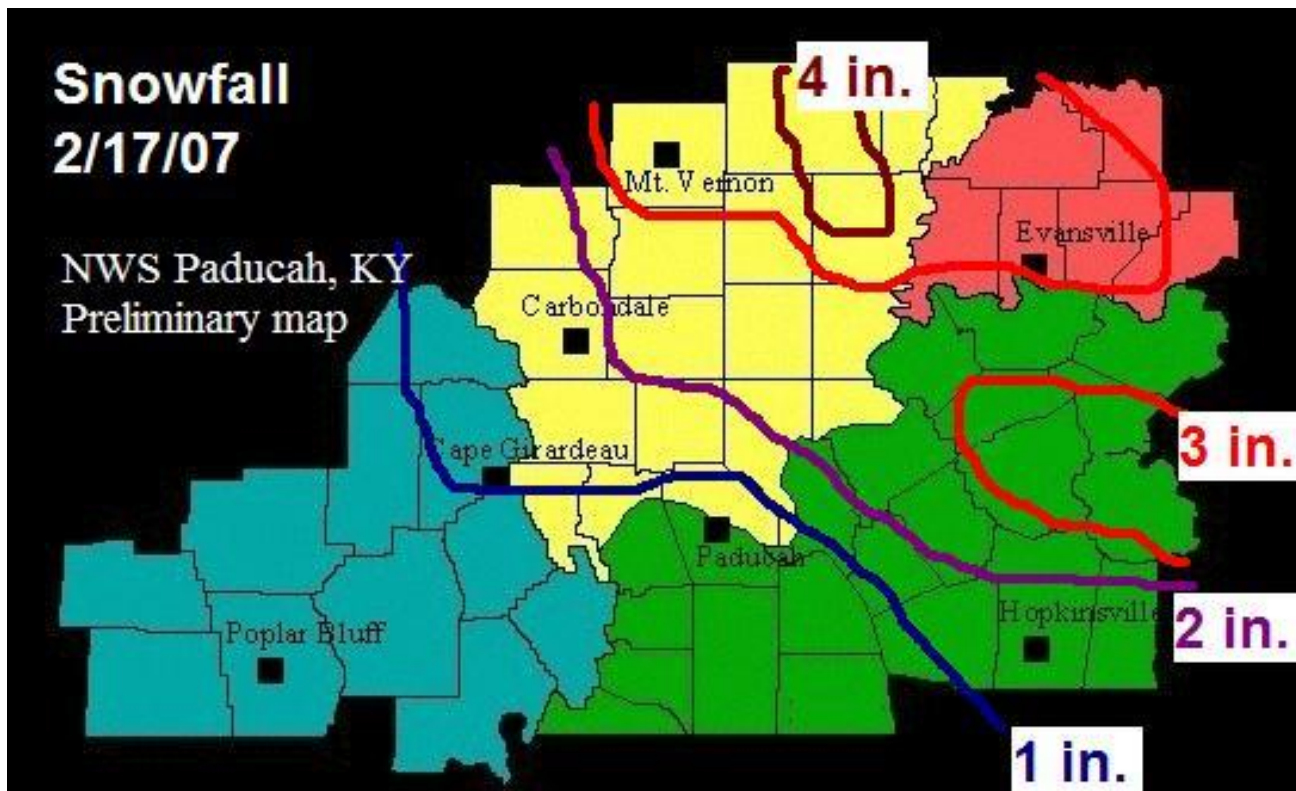 Snowfall
2/17/07
NWS Paducah, KY
Preliminary map
4 in.
Mt. Vernon
Evansville
Carbondale
Cape Girardeau
3 in.
Paducah
Hopkinsville
Poplar Bluff
2 in.
1 in.